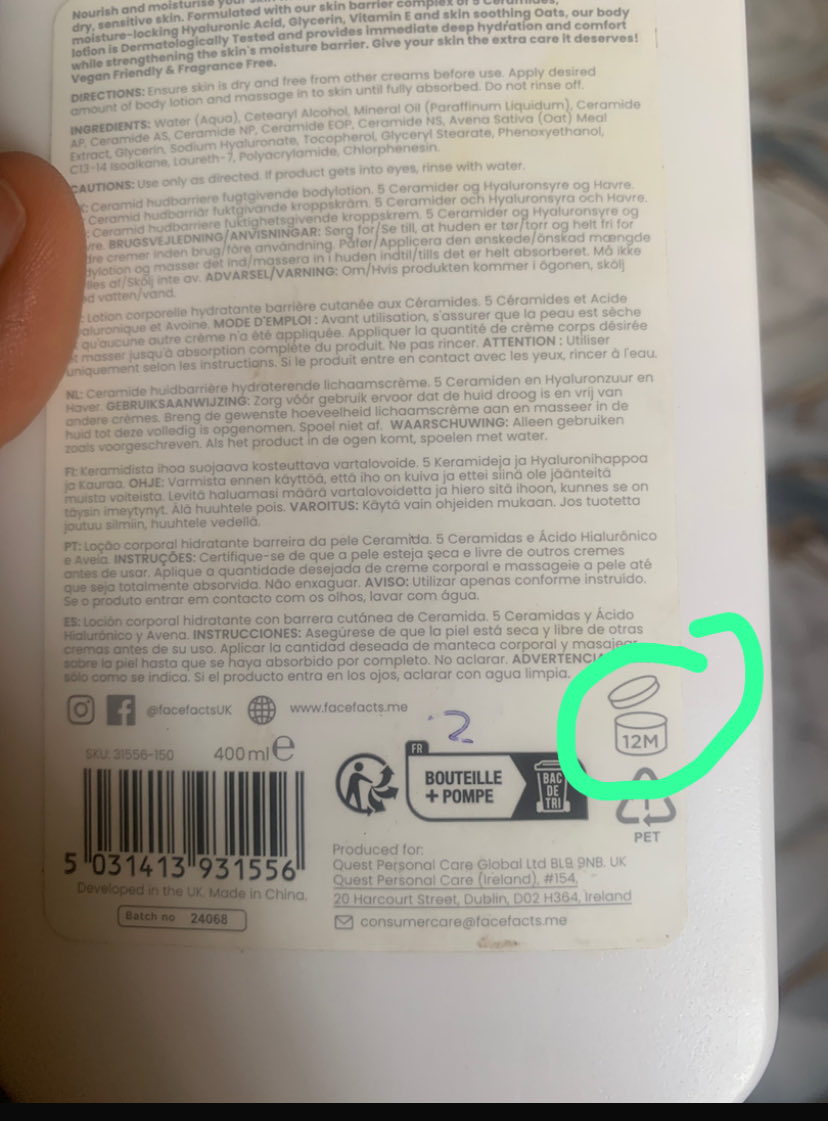 Nourish and moisturise your
dry, sensitive skin. Formulated with our skin barrier complex of 5 Ceramides,
moisture-locking Hyaluronic Acid, Glycerin, Vitamin E and skin soothing Oats, our body
lotion is Dermatologically Tested and provides immediate deep hydration and comfort
while strengthening the skin's moisture barrier. Give your skin the extra care it deserves!
Vegan Friendly & Fragrance Free.
DIRECTIONS: Ensure skin is dry and free from other creams before use. Apply desired
amount of body lotion and massage in to skin until fully absorbed. Do not rinse off.
INGREDIENTS: Water (Aqua), Cetearyl Alcohol, Mineral Oil (Paraffinum Liquidum), Ceramide
AP, Ceramide AS, Ceramide NP, Ceramide EOP, Ceramide NS, Avena Sativa (Oat) Meal
Extract, Glycerin, Sodium Hyaluronate, Tocopherol, Glyceryl Stearate, Phenoxyethanol,
C13-14 Isoalkane, Laureth-7, Polyacrylamide, Chlorphenesin.
CAUTIONS: Use only as directed. If product gets into eyes, rinse with water.
: Ceramid hudbarriere fugtgivende bodylotion. 5 Ceramider og Hyaluronsyre og Havre.
Ceramid hudbarriär fuktgivande kroppskräm. 5 Ceramider och Hyaluronsyra och Havre.
: Ceramid hudbarriere fuktighetsgivende kroppskrem. 5 Ceramider og Hyaluronsyre og
vre. BRUGSVEJLEDNING/ANVISNINGAR: Sørg for/Se till, at huden er tør/torr og helt fri for
dre cremer inden brug/före användning. Påfør/Applicera den ønskede/önskad mængde
dylotion og masser det ind/massera in i huden indtil/tills det er helt absorberet. Må ikke
lles af/Skölj inte av. ADVARSEL/VARNING: Om/Hvis produkten kommer i ögonen, skölj
d vatten/vand.
: Lotion corporelle hydratante barrière cutanée aux Céramides. 5 Céramides et Acide
aluronique et Avoine. MODE D'EMPLOI : Avant utilisation, s'assurer que la peau est sèche
qu'aucune autre crème n'a été appliquée. Appliquer la quantité de crème corps désirée
t masser jusqu'à absorption complète du produit. Ne pas rincer. ATTENTION : Utiliser
uniquement selon les instructions. Si le produit entre en contact avec les yeux, rincer à l'eau.
NL: Ceramide huidbarrière hydraterende lichaamscrème. 5 Ceramiden en Hyaluronzuur en
Haver. GEBRUIKSAANWIJZING: Zorg vóór gebruik ervoor dat de huid droog is en vrij van
andere crèmes. Breng de gewenste hoeveelheid lichaamscrème aan en masseer in de
huid tot deze volledig is opgenomen. Spoel niet af. WAARSCHUWING: Alleen gebruiken
zoals voorgeschreven. Als het product in de ogen komt, spoelen met water.
FI: Keramidista ihoa suojaava kosteuttava vartalovoide. 5 Keramideja ja Hyaluronihappoa
ja Kauraa. OHJE: Varmista ennen käyttöä, että iho on kuiva ja ettei siinä ole jäänteitä
muista voiteista. Levitä haluamasi määrä vartalovoidetta ja hiero sitä ihoon, kunnes se on
täysin imeytynyt. Älä huuhtele pois. VAROITUS: Käytä vain ohjeiden mukaan. Jos tuotetta
joutuu silmiin, huuhtele vedellä.
PT: Loção corporal hidratante barreira da pele Ceramida. 5 Ceramidas e Ácido Hialurônico
e Aveia. INSTRUÇÕES: Certifique-se de que a pele esteja seca e livre de outros cremes
antes de usar. Aplique a quantidade desejada de creme corporal e massageie a pele até
que seja totalmente absorvida. Não enxaguar. AVISO: Utilizar apenas conforme instruído.
Se o produto entrar em contacto com os olhos, lavar com água.
ES: Loción corporal hidratante con barrera cutánea de Ceramida. 5 Ceramidas y Ácido
Hialurónico y Avena. INSTRUCCIONES: Asegúrese de que la piel está seca y libre de otras
cremas antes de su uso. Aplicar la cantidad deseada de manteca corporal y masajear
sobre la piel hasta que se haya absorbido por completo. No aclarar. ADVERTENCIA
sólo como se indica. Si el producto entra en los ojos, aclarar con agua limpia.
@facefactsUK www.facefacts.me
12M
2
SKU: 31556-150 400ml e
FR
BOUTEILLE
+ POMPE
BAC
DE
TRI
1
PET
5 031413 931556
Developed in the UK. Made in China.
Batch no 24068
Produced for:
Quest Personal Care Global Ltd BL9 9NB. UK
Quest Personal Care (Ireland), #154,
20 Harcourt Street, Dublin, D02 H364, Ireland
consumercare@facefacts.me